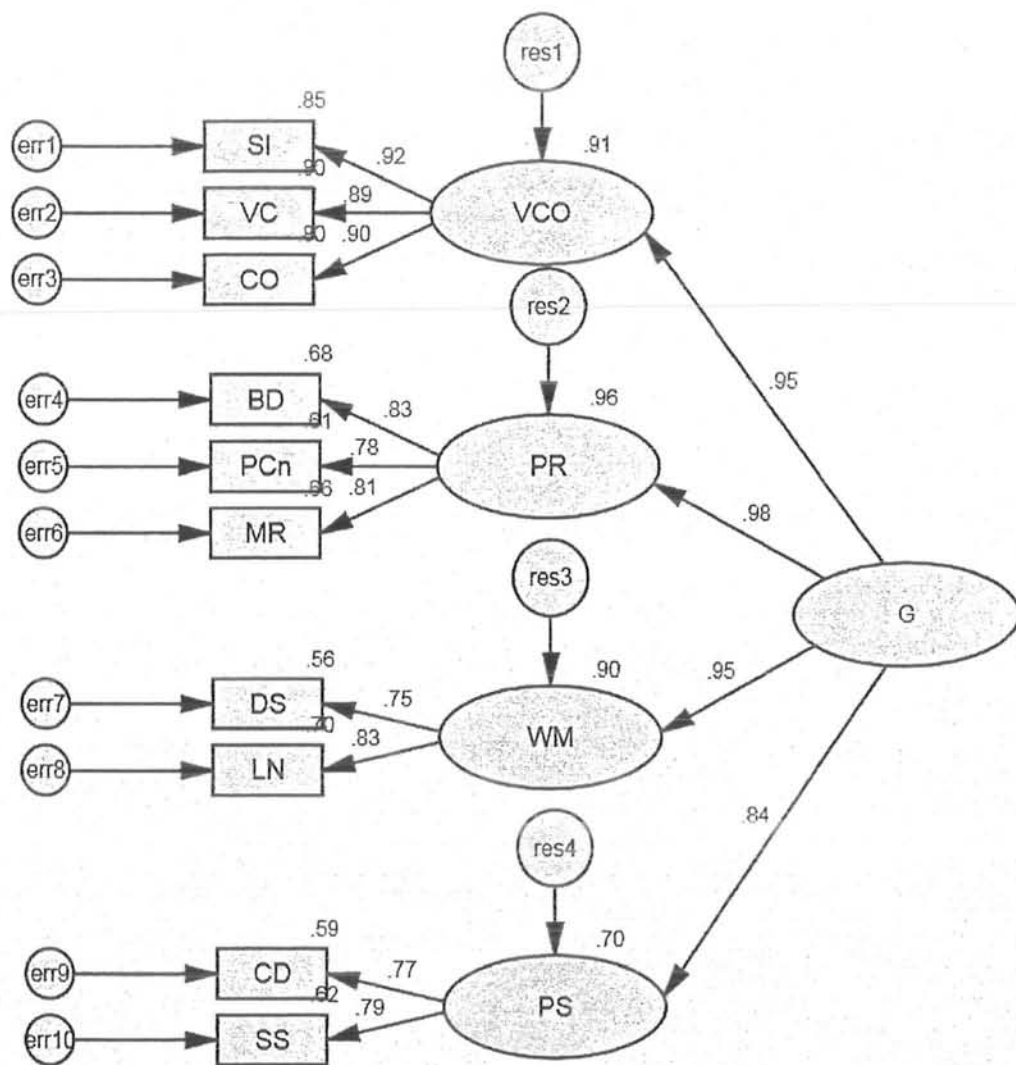 res1
.85
err1 SI .92 .91
.90
err2 VC .89 VCO
.80 .90
err3 CO
res2
.95
.68
err4 BD .83 .96
.61
err5 PCn .78 PR
.66 .81
err6 MR .98
res3
G
.56
err7 DS .75 .90 .95
.70
err8 LN .83 WM
.84
res4
.59
err9 CD .77 .70
.62
err10 SS .79 PS